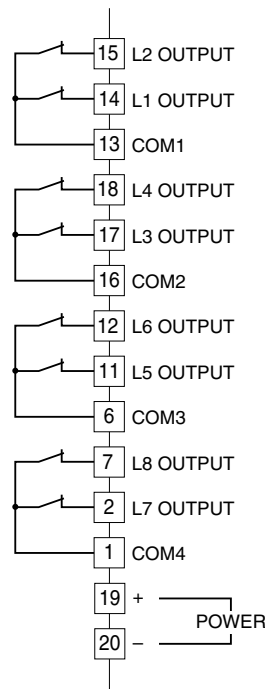 15 L2 OUTPUT
14 L1 OUTPUT
13 COM1
18 L4 OUTPUT
17 L3 OUTPUT
16 COM2
12 L6 OUTPUT
11 L5 OUTPUT
6 COM3
7 L8 OUTPUT
2 L7 OUTPUT
1 COM4
19 +
POWER
20 –